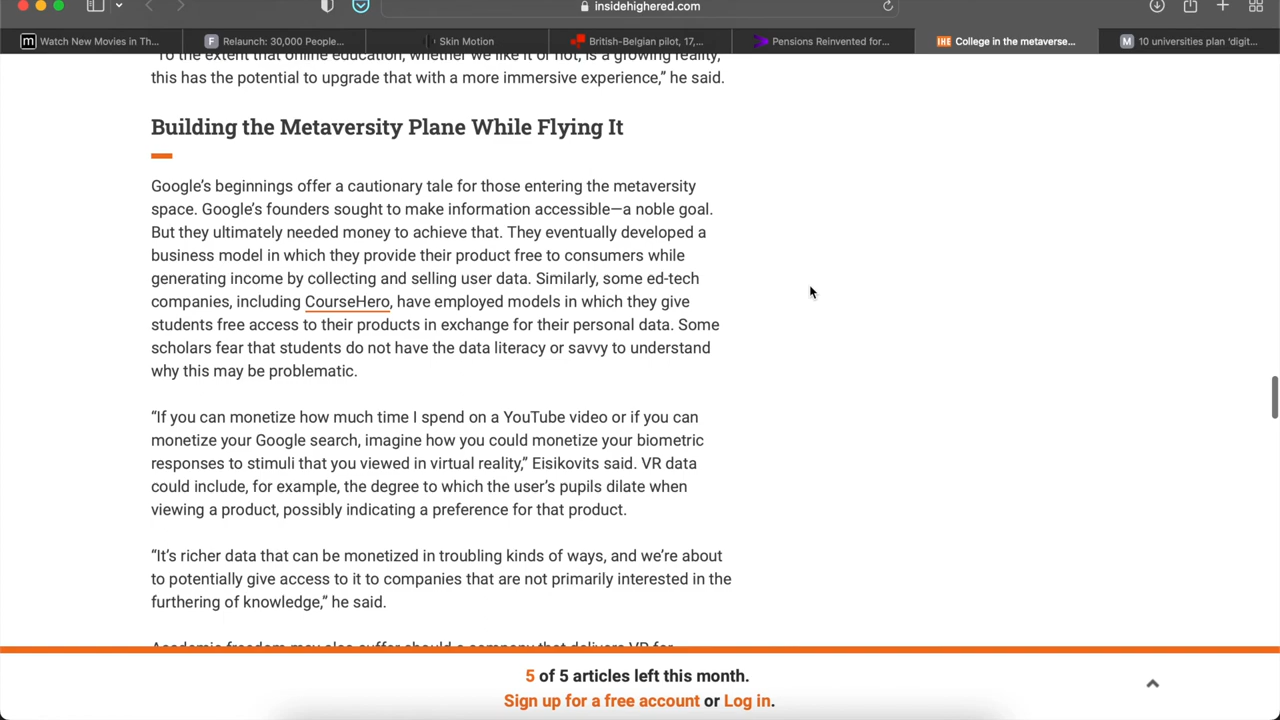 insidehighered.com
Watch New Movies in Th...
Relaunch: 30,000 People...
Skin Motion
British-Belgian pilot, 17,...
Pensions Reinvented for...
IHE College in the metaverse...
M 10 universities plan ‘digit...
“To the extent that online education, whether we like it or not, is a growing reality,
this has the potential to upgrade that with a more immersive experience,” he said.
Building the Metaversity Plane While Flying It
Google’s beginnings offer a cautionary tale for those entering the metaversity
space. Google’s founders sought to make information accessible—a noble goal.
But they ultimately needed money to achieve that. They eventually developed a
business model in which they provide their product free to consumers while
generating income by collecting and selling user data. Similarly, some ed-tech
companies, including CourseHero, have employed models in which they give
students free access to their products in exchange for their personal data. Some
scholars fear that students do not have the data literacy or savvy to understand
why this may be problematic.
“If you can monetize how much time I spend on a YouTube video or if you can
monetize your Google search, imagine how you could monetize your biometric
responses to stimuli that you viewed in virtual reality,” Eisikovits said. VR data
could include, for example, the degree to which the user’s pupils dilate when
viewing a product, possibly indicating a preference for that product.
“It’s richer data that can be monetized in troubling kinds of ways, and we’re about
to potentially give access to it to companies that are not primarily interested in the
furthering of knowledge,” he said.
Academic freedom may also suffer should a company that delivers VR for
5 of 5 articles left this month.
Sign up for a free account or Log in.